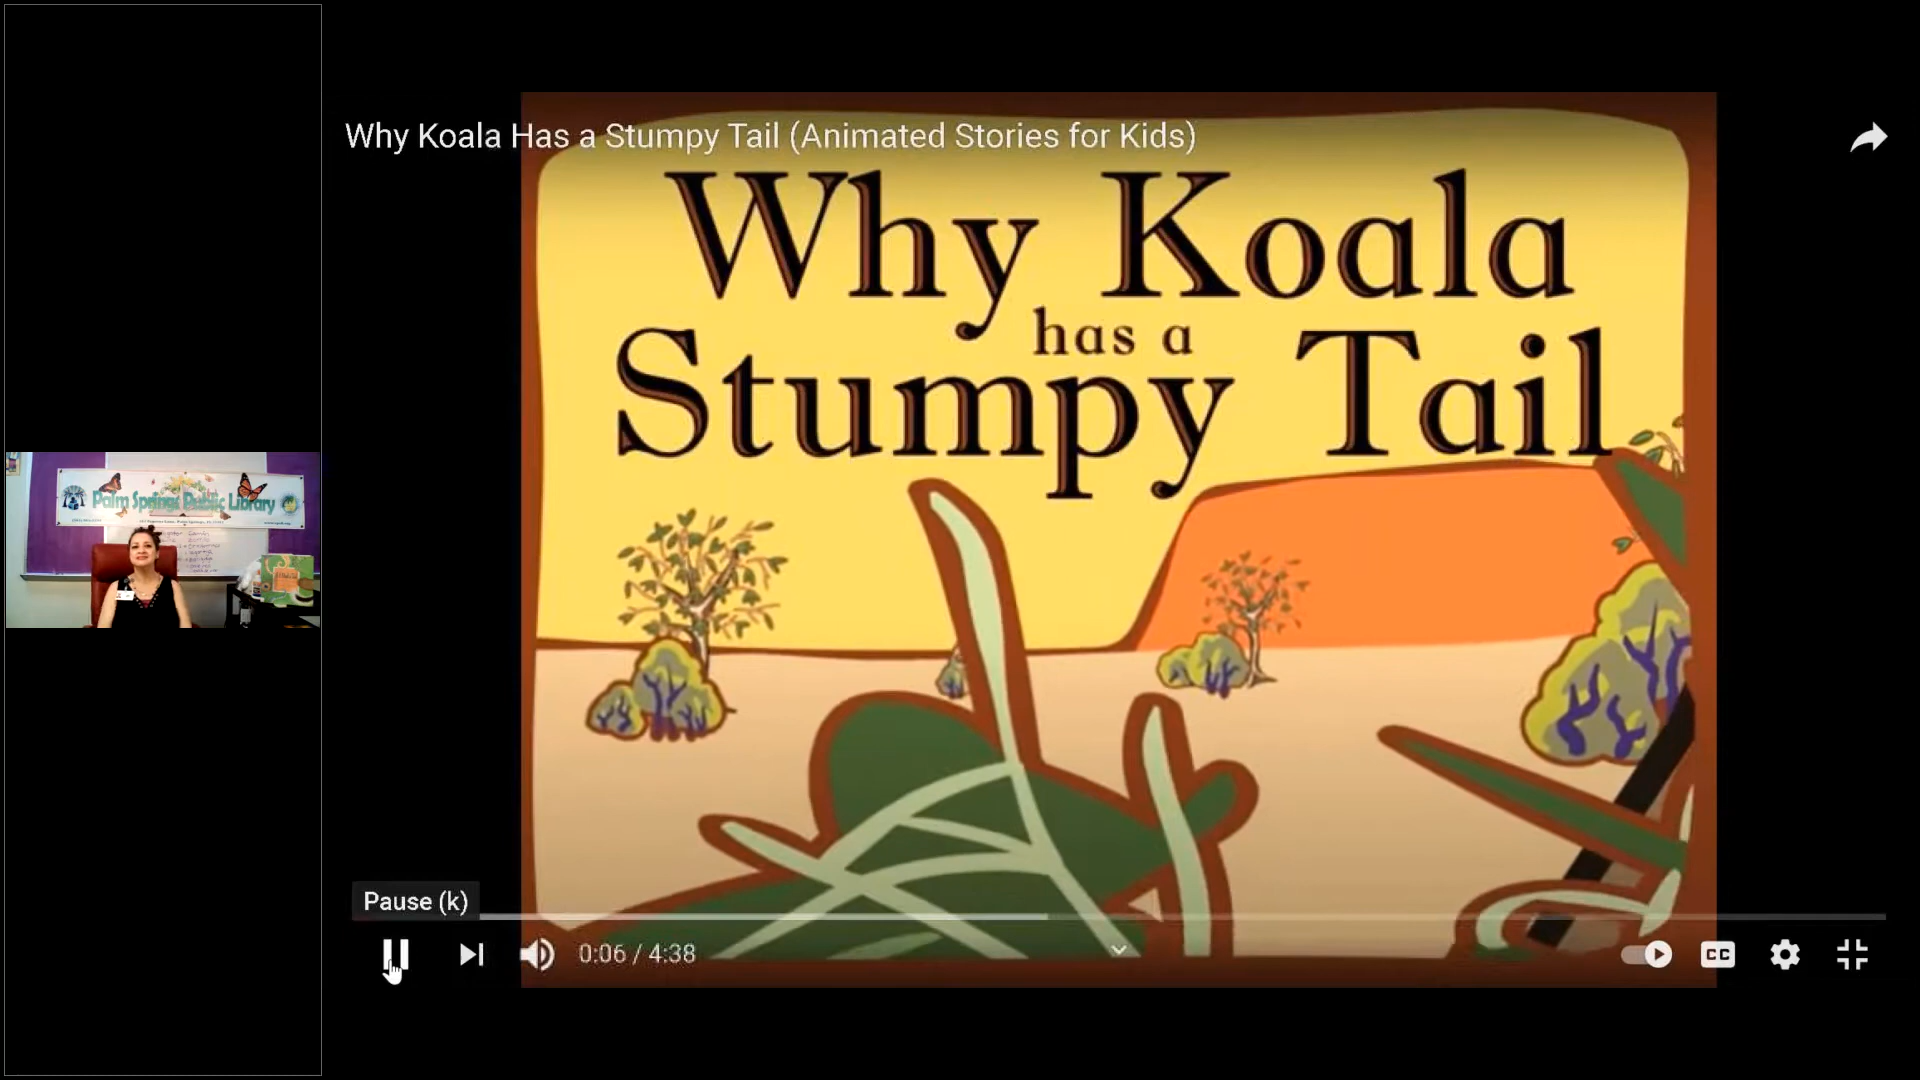 Why Koala Has a Stumpy Tail (Animated Stories for Kids)
Why Koala
has a
Stumpy Tail
Palm Springs Public Library
Pause (k)
0:06 / 4:38
CC